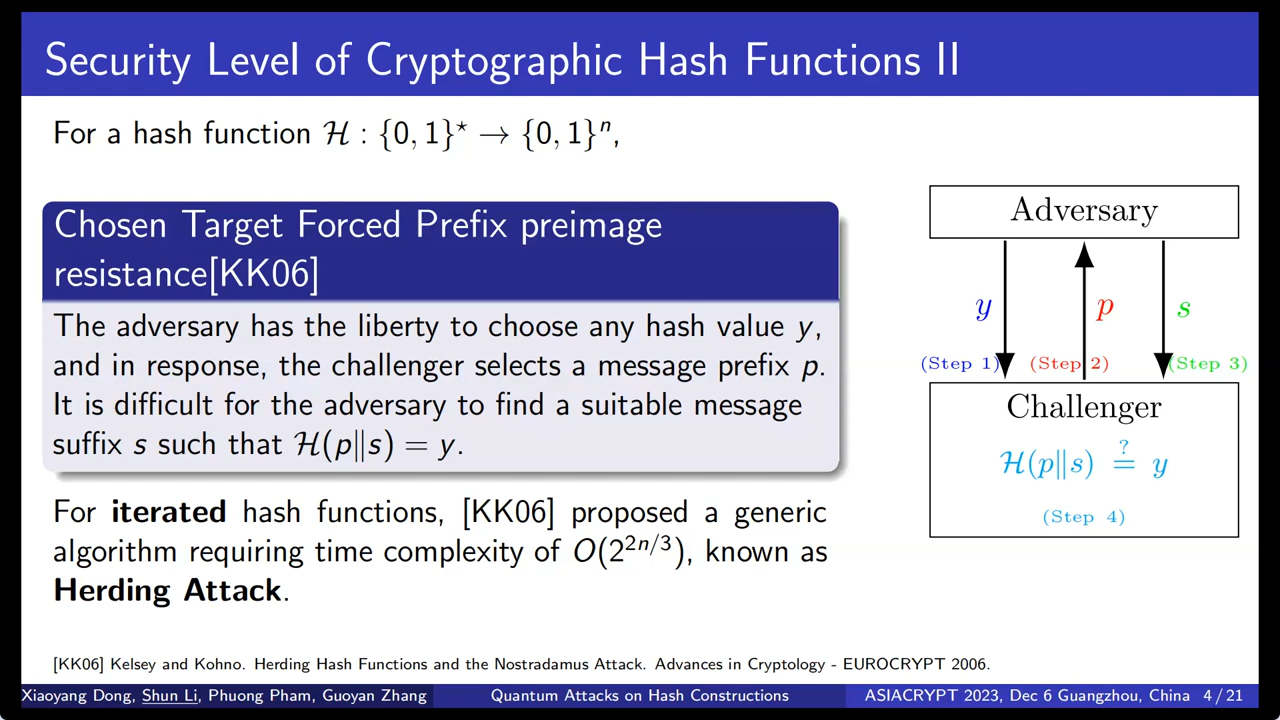 Security Level of Cryptographic Hash Functions II
For a hash function ℋ : {0, 1}⋆ → {0, 1}ⁿ,
Chosen Target Forced Prefix preimage
resistance[KK06]
The adversary has the liberty to choose any hash value y,
and in response, the challenger selects a message prefix p.
It is difficult for the adversary to find a suitable message
suffix s such that ℋ(p∥s) = y.
For iterated hash functions, [KK06] proposed a generic
algorithm requiring time complexity of O(2^{2n/3}), known as
Herding Attack.
Adversary
y p s
(Step 1) (Step 2) (Step 3)
Challenger
ℋ(p∥s) ≟ y
(Step 4)
[KK06] Kelsey and Kohno. Herding Hash Functions and the Nostradamus Attack. Advances in Cryptology - EUROCRYPT 2006.
Xiaoyang Dong, Shun Li, Phuong Pham, Guoyan Zhang Quantum Attacks on Hash Constructions ASIACRYPT 2023, Dec 6 Guangzhou, China 4 / 21